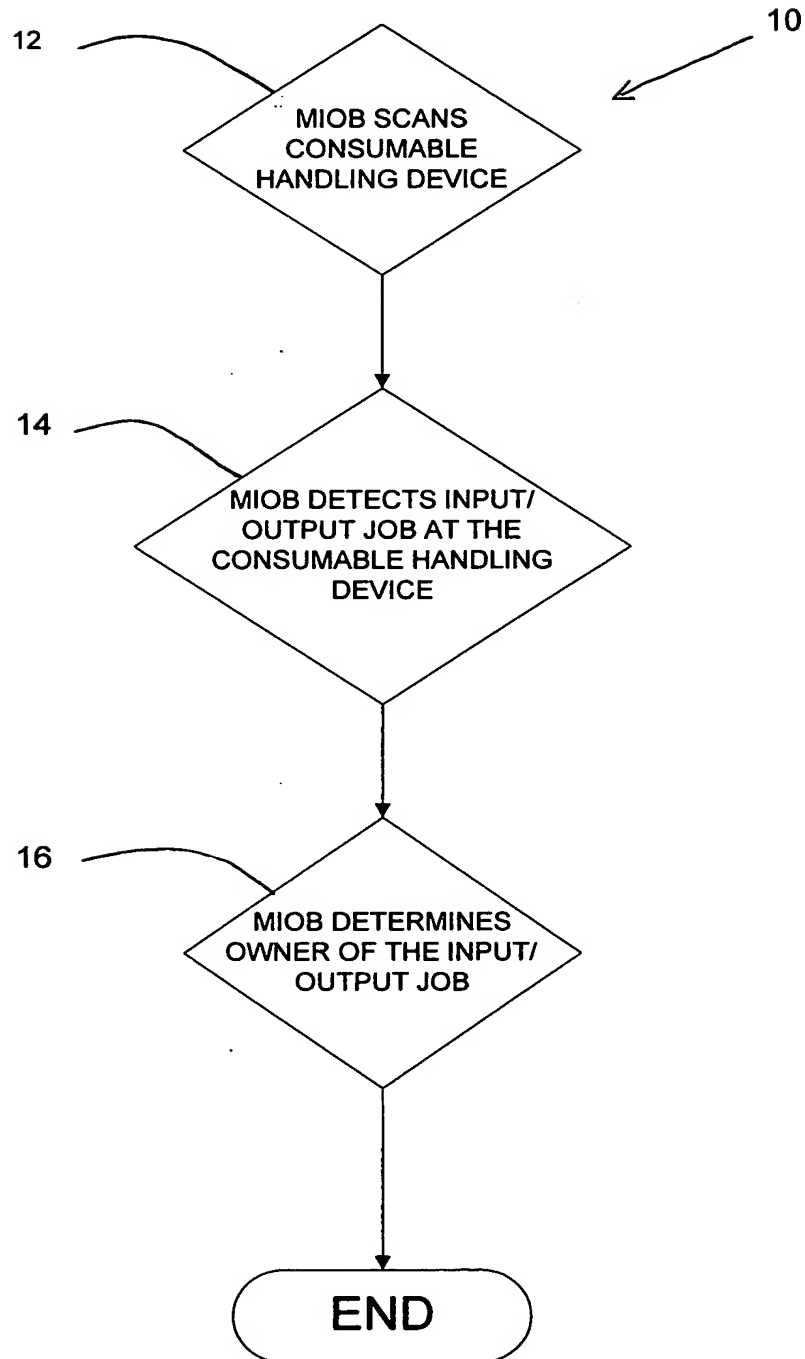 12
10
MIOB SCANS
CONSUMABLE
HANDLING DEVICE
14
MIOB DETECTS INPUT/
OUTPUT JOB AT THE
CONSUMABLE HANDLING
DEVICE
16
MIOB DETERMINES
OWNER OF THE INPUT/
OUTPUT JOB
END